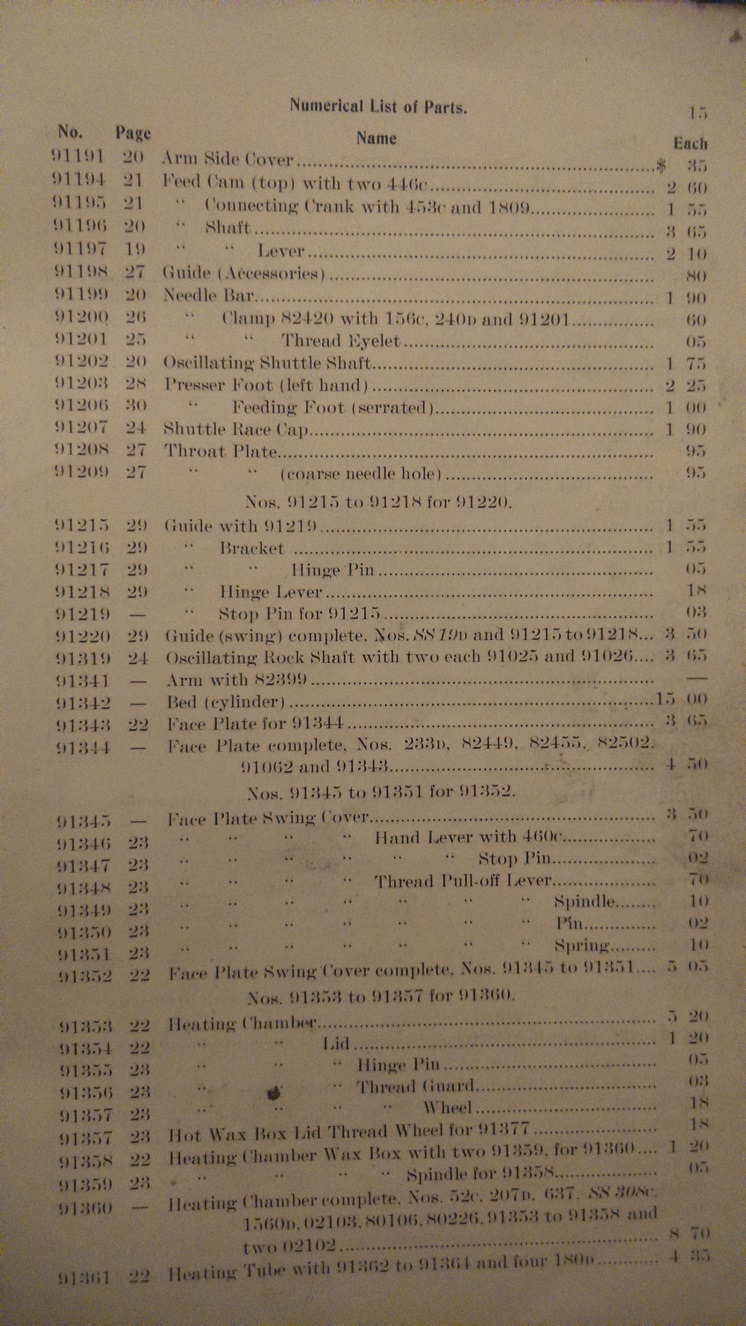 Numerical List of Parts. 15
No. Page Name Each
91191 20 Arm Side Cover $ 35
91194 21 Feed Cam (top) with two 446c 2 60
91195 21 " Connecting Crank with 453c and 1809 1 55
91196 20 " Shaft 3 65
91197 19 " " Lever 2 10
91198 27 Guide (Accessories) 80
91199 20 Needle Bar 1 90
91200 26 " Clamp 82420 with 156c, 240D and 91201 60
91201 25 " " Thread Eyelet 05
91202 20 Oscillating Shuttle Shaft 1 75
91203 28 Presser Foot (left hand) 2 25
91206 30 " Feeding Foot (serrated) 1 00
91207 24 Shuttle Race Cap 1 90
91208 27 Throat Plate 95
91209 27 " " (coarse needle hole) 95
Nos. 91215 to 91218 for 91220.
91215 29 Guide with 91219 1 55
91216 29 " Bracket 1 55
91217 29 " " Hinge Pin 05
91218 29 " Hinge Lever 18
91219 — " Stop Pin for 91215 03
91220 29 Guide (swing) complete, Nos. SS 19D and 91215 to 91218 3 50
91319 24 Oscillating Rock Shaft with two each 91025 and 91026 3 65
91341 — Arm with 82399 —
91342 — Bed (cylinder) 15 00
91343 22 Face Plate for 91344 3 65
91344 — Face Plate complete, Nos. 233D, 82449, 82455, 82502,
91062 and 91343 4 50
Nos. 91345 to 91351 for 91352.
91345 — Face Plate Swing Cover 3 50
91346 23 " " " " Hand Lever with 460c 70
91347 23 " " " " " " Stop Pin 02
91348 23 " " " " Thread Pull-off Lever 70
91349 23 " " " " " " " Spindle 10
91350 23 " " " " " " " Pin 02
91351 23 " " " " " " " Spring 10
91352 22 Face Plate Swing Cover complete, Nos. 91345 to 91351 5 05
Nos. 91353 to 91357 for 91360.
91353 22 Heating Chamber 5 20
91354 22 " " Lid 1 20
91355 23 " " " Hinge Pin 05
91356 23 " " " Thread Guard 03
91357 23 " " " " Wheel 18
91357 23 Hot Wax Box Lid Thread Wheel for 91377 18
91358 22 Heating Chamber Wax Box with two 91359, for 91360 1 20
91359 23 " " " " Spindle for 91358 05
91360 — Heating Chamber complete, Nos. 52c, 207D, 637, SS 308c,
1560D, 02103, 80106, 80226, 91353 to 91358 and
two 02102 8 70
91361 22 Heating Tube with 91362 to 91364 and four 180D 4 35